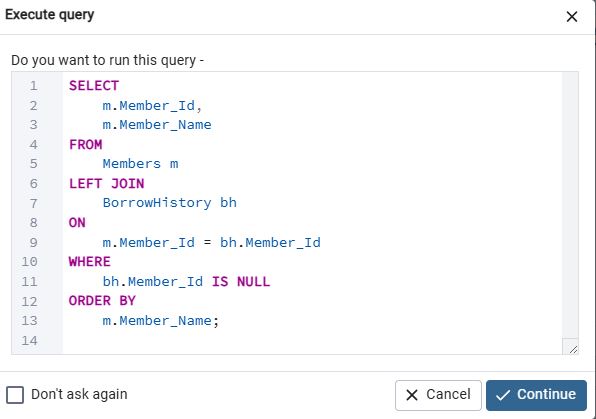 Execute query
Do you want to run this query -
1 SELECT
2 m.Member_Id,
3 m.Member_Name
4 FROM
5 Members m
6 LEFT JOIN
7 BorrowHistory bh
8 ON
9 m.Member_Id = bh.Member_Id
10 WHERE
11 bh.Member_Id IS NULL
12 ORDER BY
13 m.Member_Name;
14
Don't ask again
Cancel
Continue